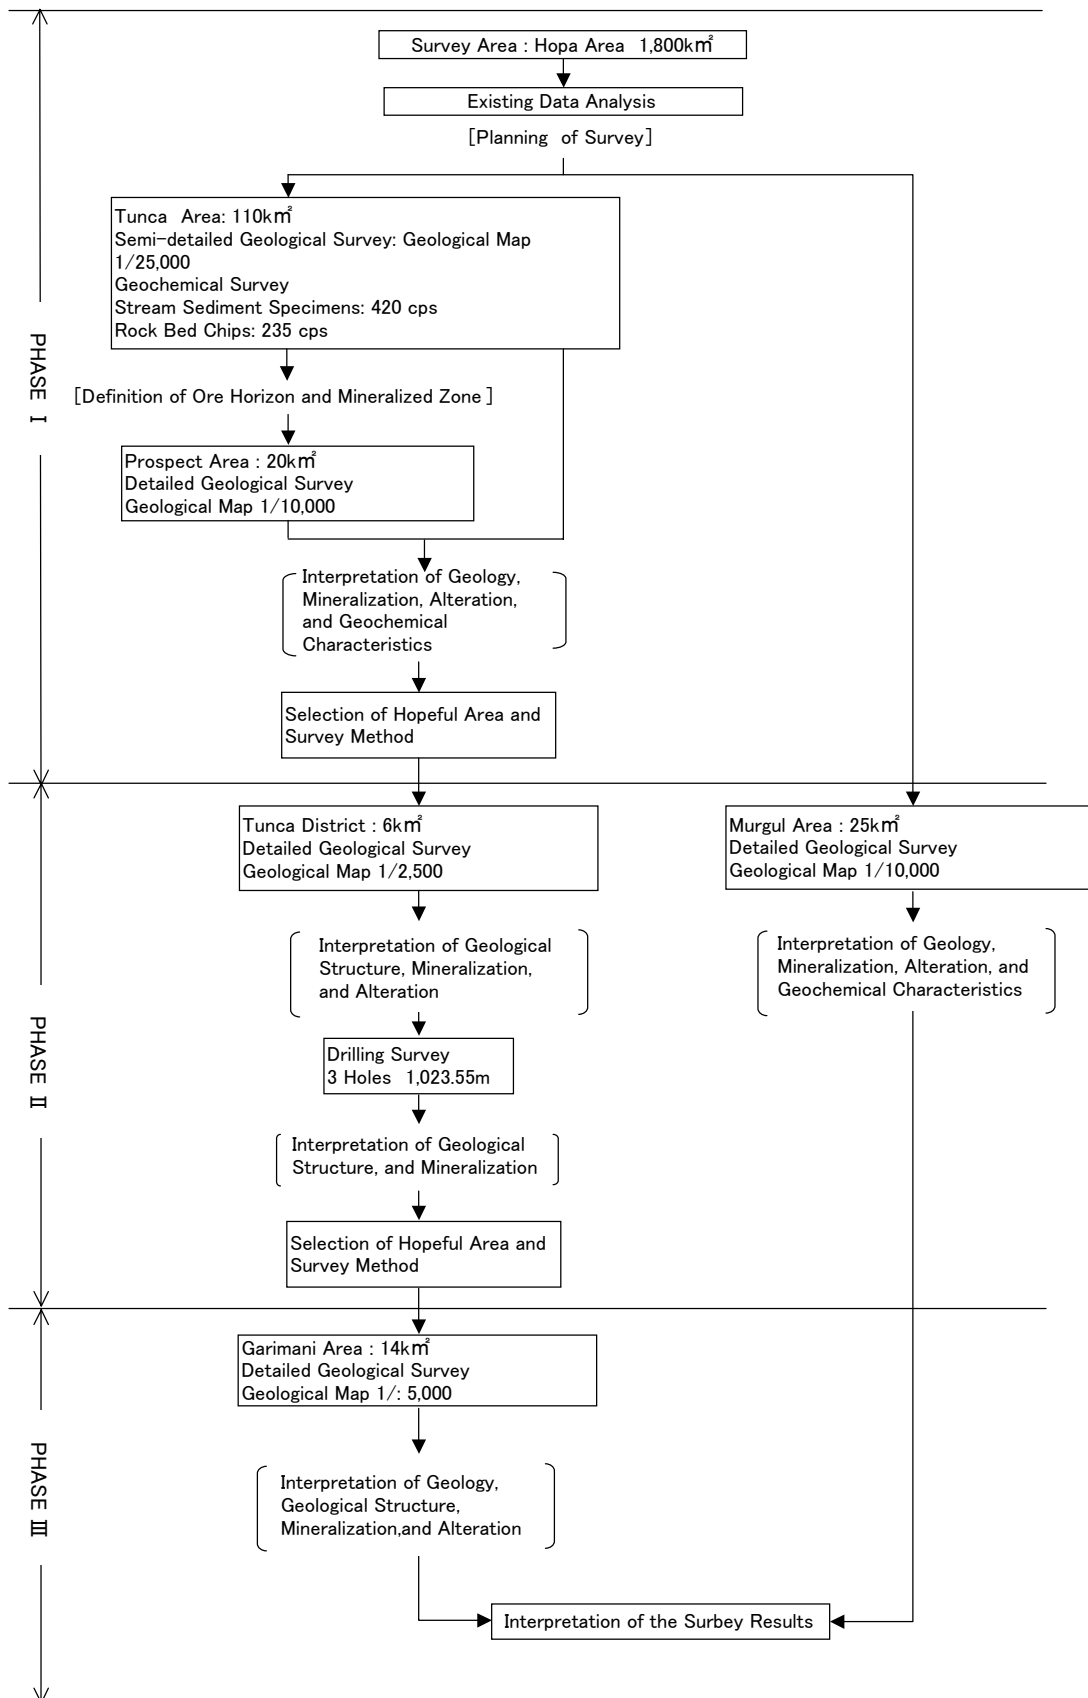 Survey Area : Hopa Area 1,800k㎡
Existing Data Analysis
[Planning of Survey]
Tunca Area: 110k㎡
Semi-detailed Geological Survey: Geological Map
1/25,000
Geochemical Survey
Stream Sediment Specimens: 420 cps
Rock Bed Chips: 235 cps
PHASE Ⅰ
[Definition of Ore Horizon and Mineralized Zone]
Prospect Area : 20k㎡
Detailed Geological Survey
Geological Map 1/10,000
Interpretation of Geology,
Mineralization, Alteration,
and Geochemical
Characteristics
Selection of Hopeful Area and
Survey Method
Tunca District : 6k㎡
Detailed Geological Survey
Geological Map 1/2,500
Murgul Area : 25k㎡
Detailed Geological Survey
Geological Map 1/10,000
Interpretation of Geological
Structure, Mineralization,
and Alteration
Interpretation of Geology,
Mineralization, Alteration, and
Geochemical Characteristics
PHASE Ⅱ
Drilling Survey
3 Holes 1,023.55m
Interpretation of Geological
Structure, and Mineralization
Selection of Hopeful Area and
Survey Method
Garimani Area : 14k㎡
Detailed Geological Survey
Geological Map 1/: 5,000
PHASE Ⅲ
Interpretation of Geology,
Geological Structure,
Mineralization,and Alteration
Interpretation of the Surbey Results